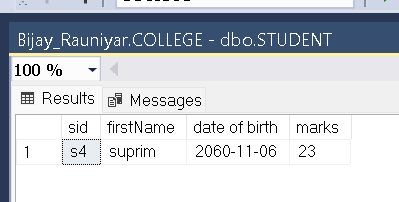 Bijay_Rauniyar.COLLEGE - dbo.STUDENT
100 %
Results Messages
sid firstName date of birth marks
1 s4 suprim 2060-11-06 23